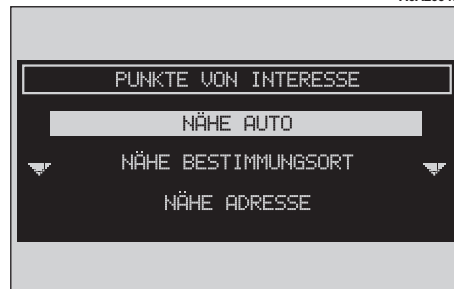 PUNKTE VON INTERESSE
NÄHE AUTO
NÄHE BESTIMMUNGSORT
NÄHE ADRESSE